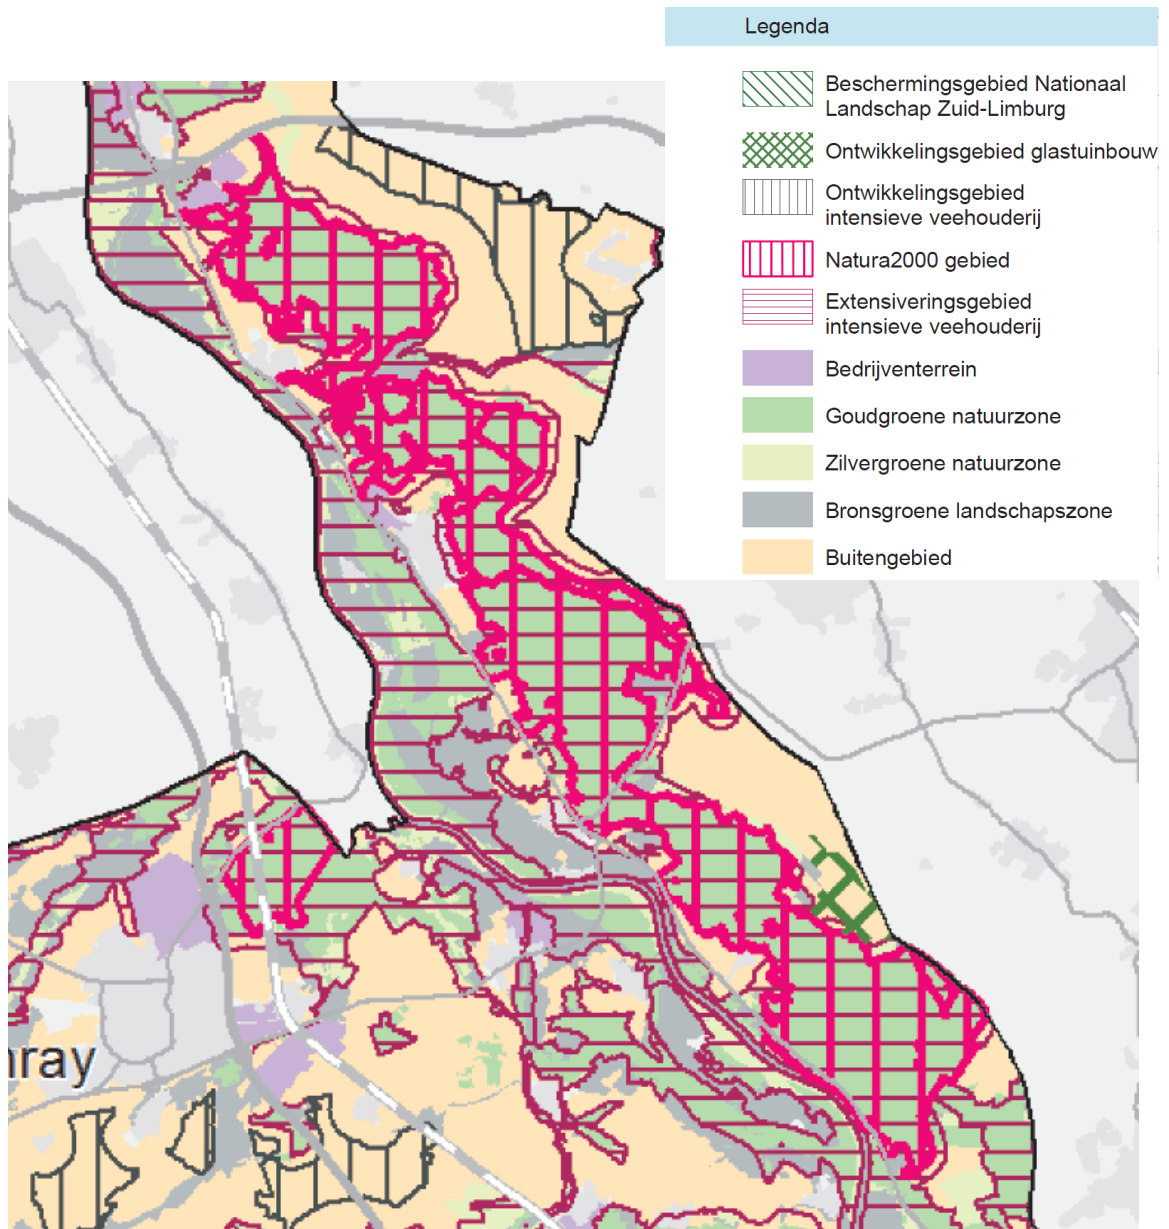 Legenda
Beschermingsgebied Nationaal
Landschap Zuid-Limburg
Ontwikkelingsgebied glastuinbouw
Ontwikkelingsgebied
intensieve veehouderij
Natura2000 gebied
Extensiveringsgebied
intensieve veehouderij
Bedrijventerrein
Goudgroene natuurzone
Zilvergroene natuurzone
Bronsgroene landschapszone
Buitengebied
nray